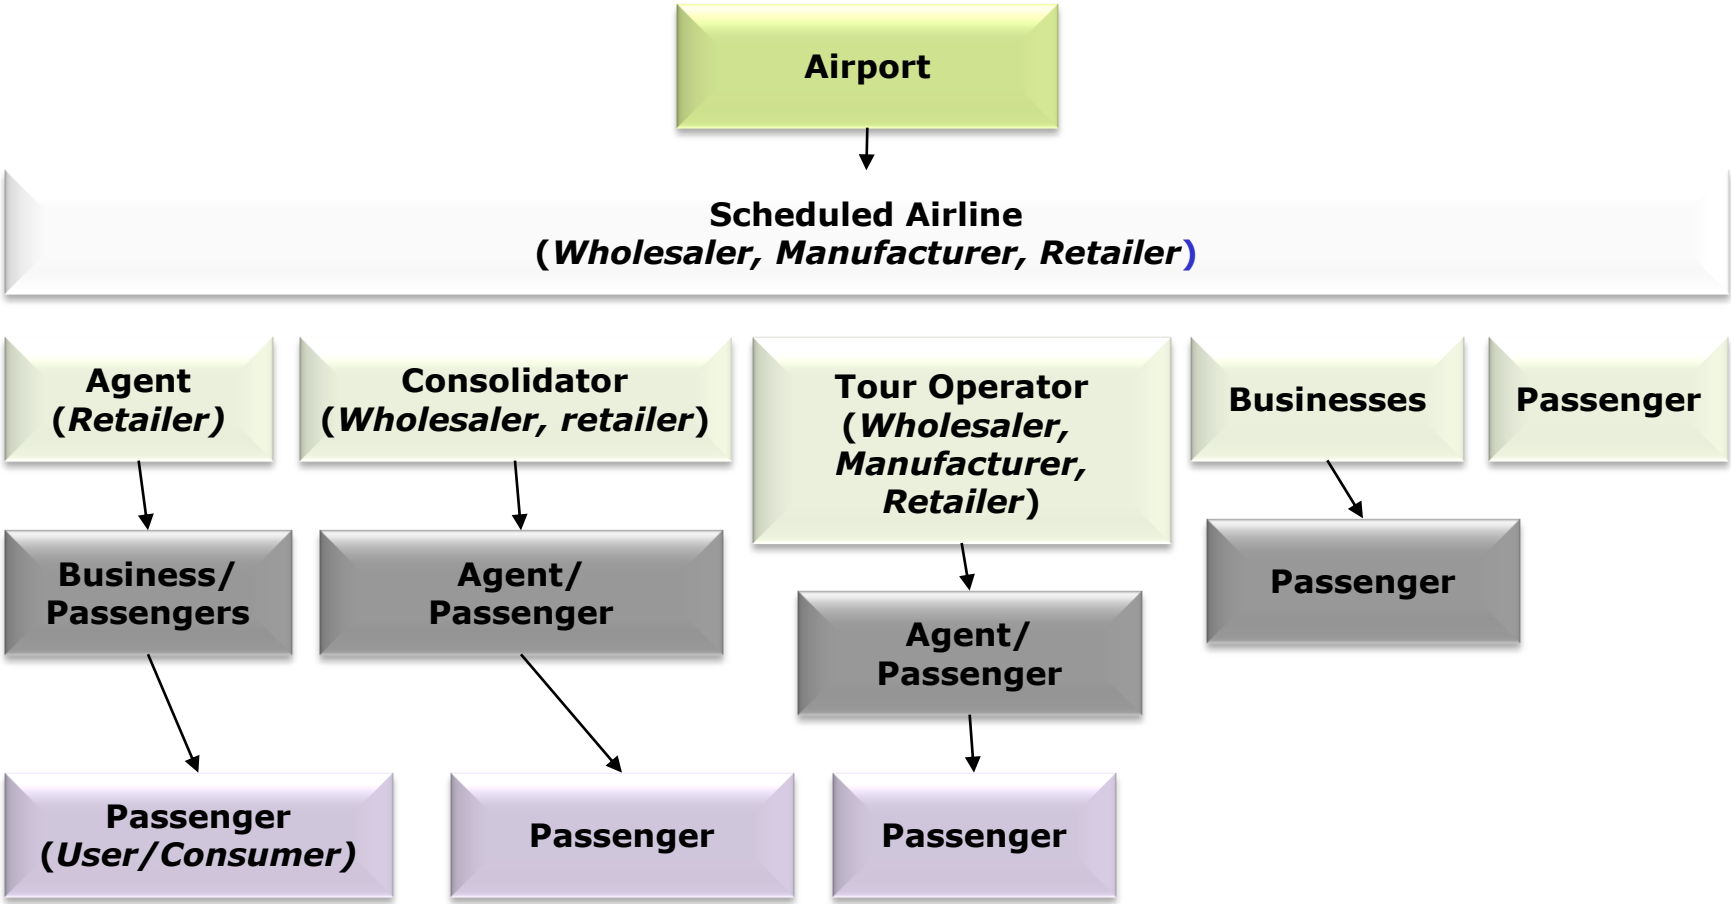 Airport
Scheduled Airline
(Wholesaler, Manufacturer, Retailer)
Agent
(Retailer)
Consolidator
(Wholesaler, retailer)
Tour Operator
(Wholesaler,
Manufacturer,
Retailer)
Businesses
Passenger
Business/
Passengers
Agent/
Passenger
Agent/
Passenger
Passenger
Passenger
(User/Consumer)
Passenger
Passenger